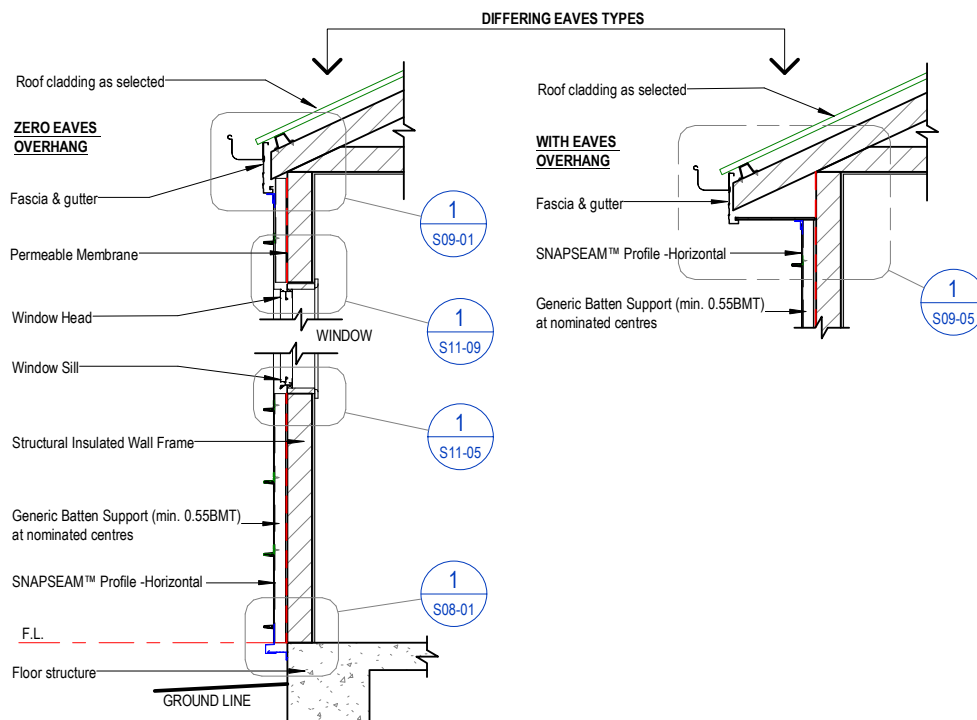 DIFFERING EAVES TYPES
Roof cladding as selected
ZERO EAVES
OVERHANG
Fascia & gutter
1
S09-01
Permeable Membrane
Window Head
WINDOW
1
S11-09
Window Sill
1
S11-05
Structural Insulated Wall Frame
Generic Batten Support (min. 0.55BMT)
at nominated centres
SNAPSEAM™ Profile -Horizontal
1
S08-01
F.L.
Floor structure
GROUND LINE
Roof cladding as selected
WITH EAVES
OVERHANG
Fascia & gutter
SNAPSEAM™ Profile -Horizontal
1
S09-05
Generic Batten Support (min. 0.55BMT)
at nominated centres